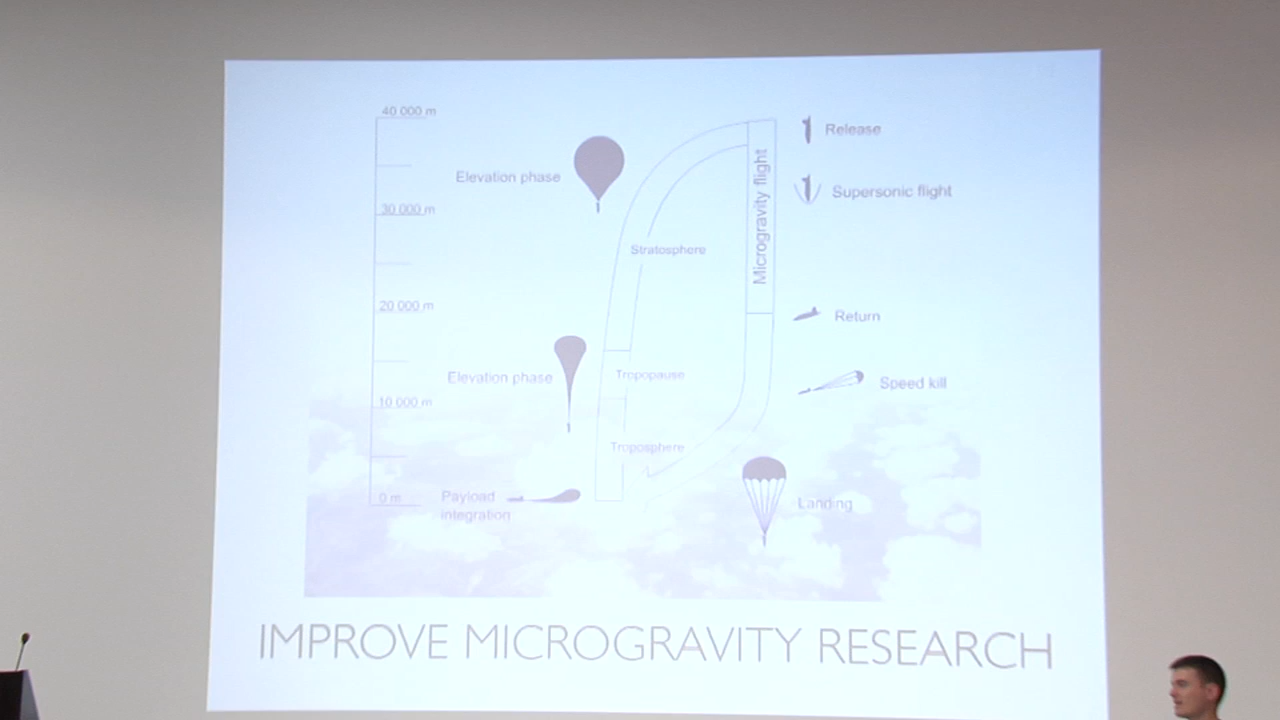 40 000 m
Release
Elevation phase
Microgravity flight
Supersonic flight
30 000 m
Stratosphere
20 000 m
Return
Elevation phase
Tropopause
Speed kill
10 000 m
Troposphere
0 m
Payload
integration
Landing
IMPROVE MICROGRAVITY RESEARCH